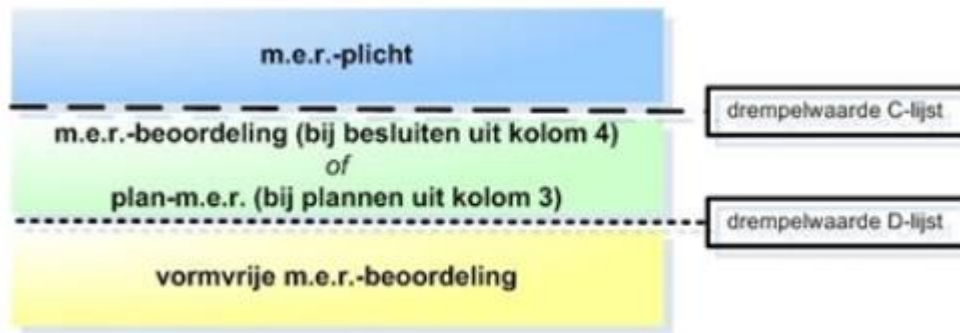 m.e.r.-plicht
drempelwaarde C-lijst
m.e.r.-beoordeling (bij besluiten uit kolom 4)
of
plan-m.e.r. (bij plannen uit kolom 3)
drempelwaarde D-lijst
vormvrije m.e.r.-beoordeling